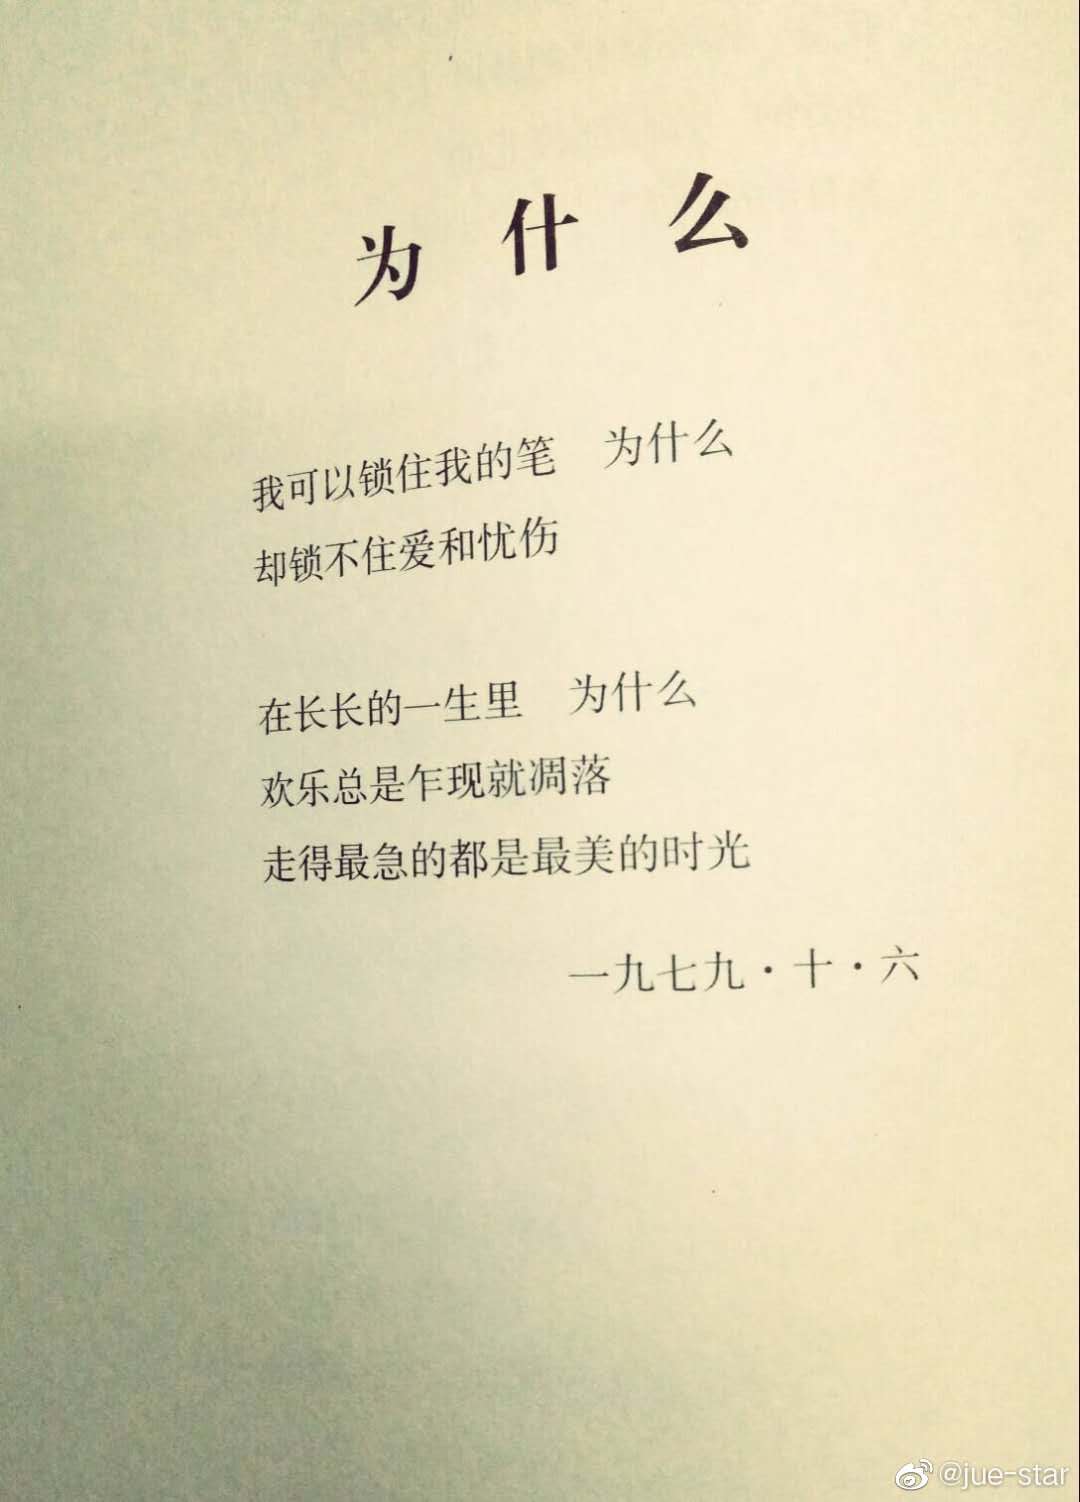 为什么
我可以锁住我的笔　为什么
却锁不住爱和忧伤
在长长的一生里　为什么
欢乐总是乍现就凋落
走得最急的都是最美的时光
一九七九·十·六
@jue-star